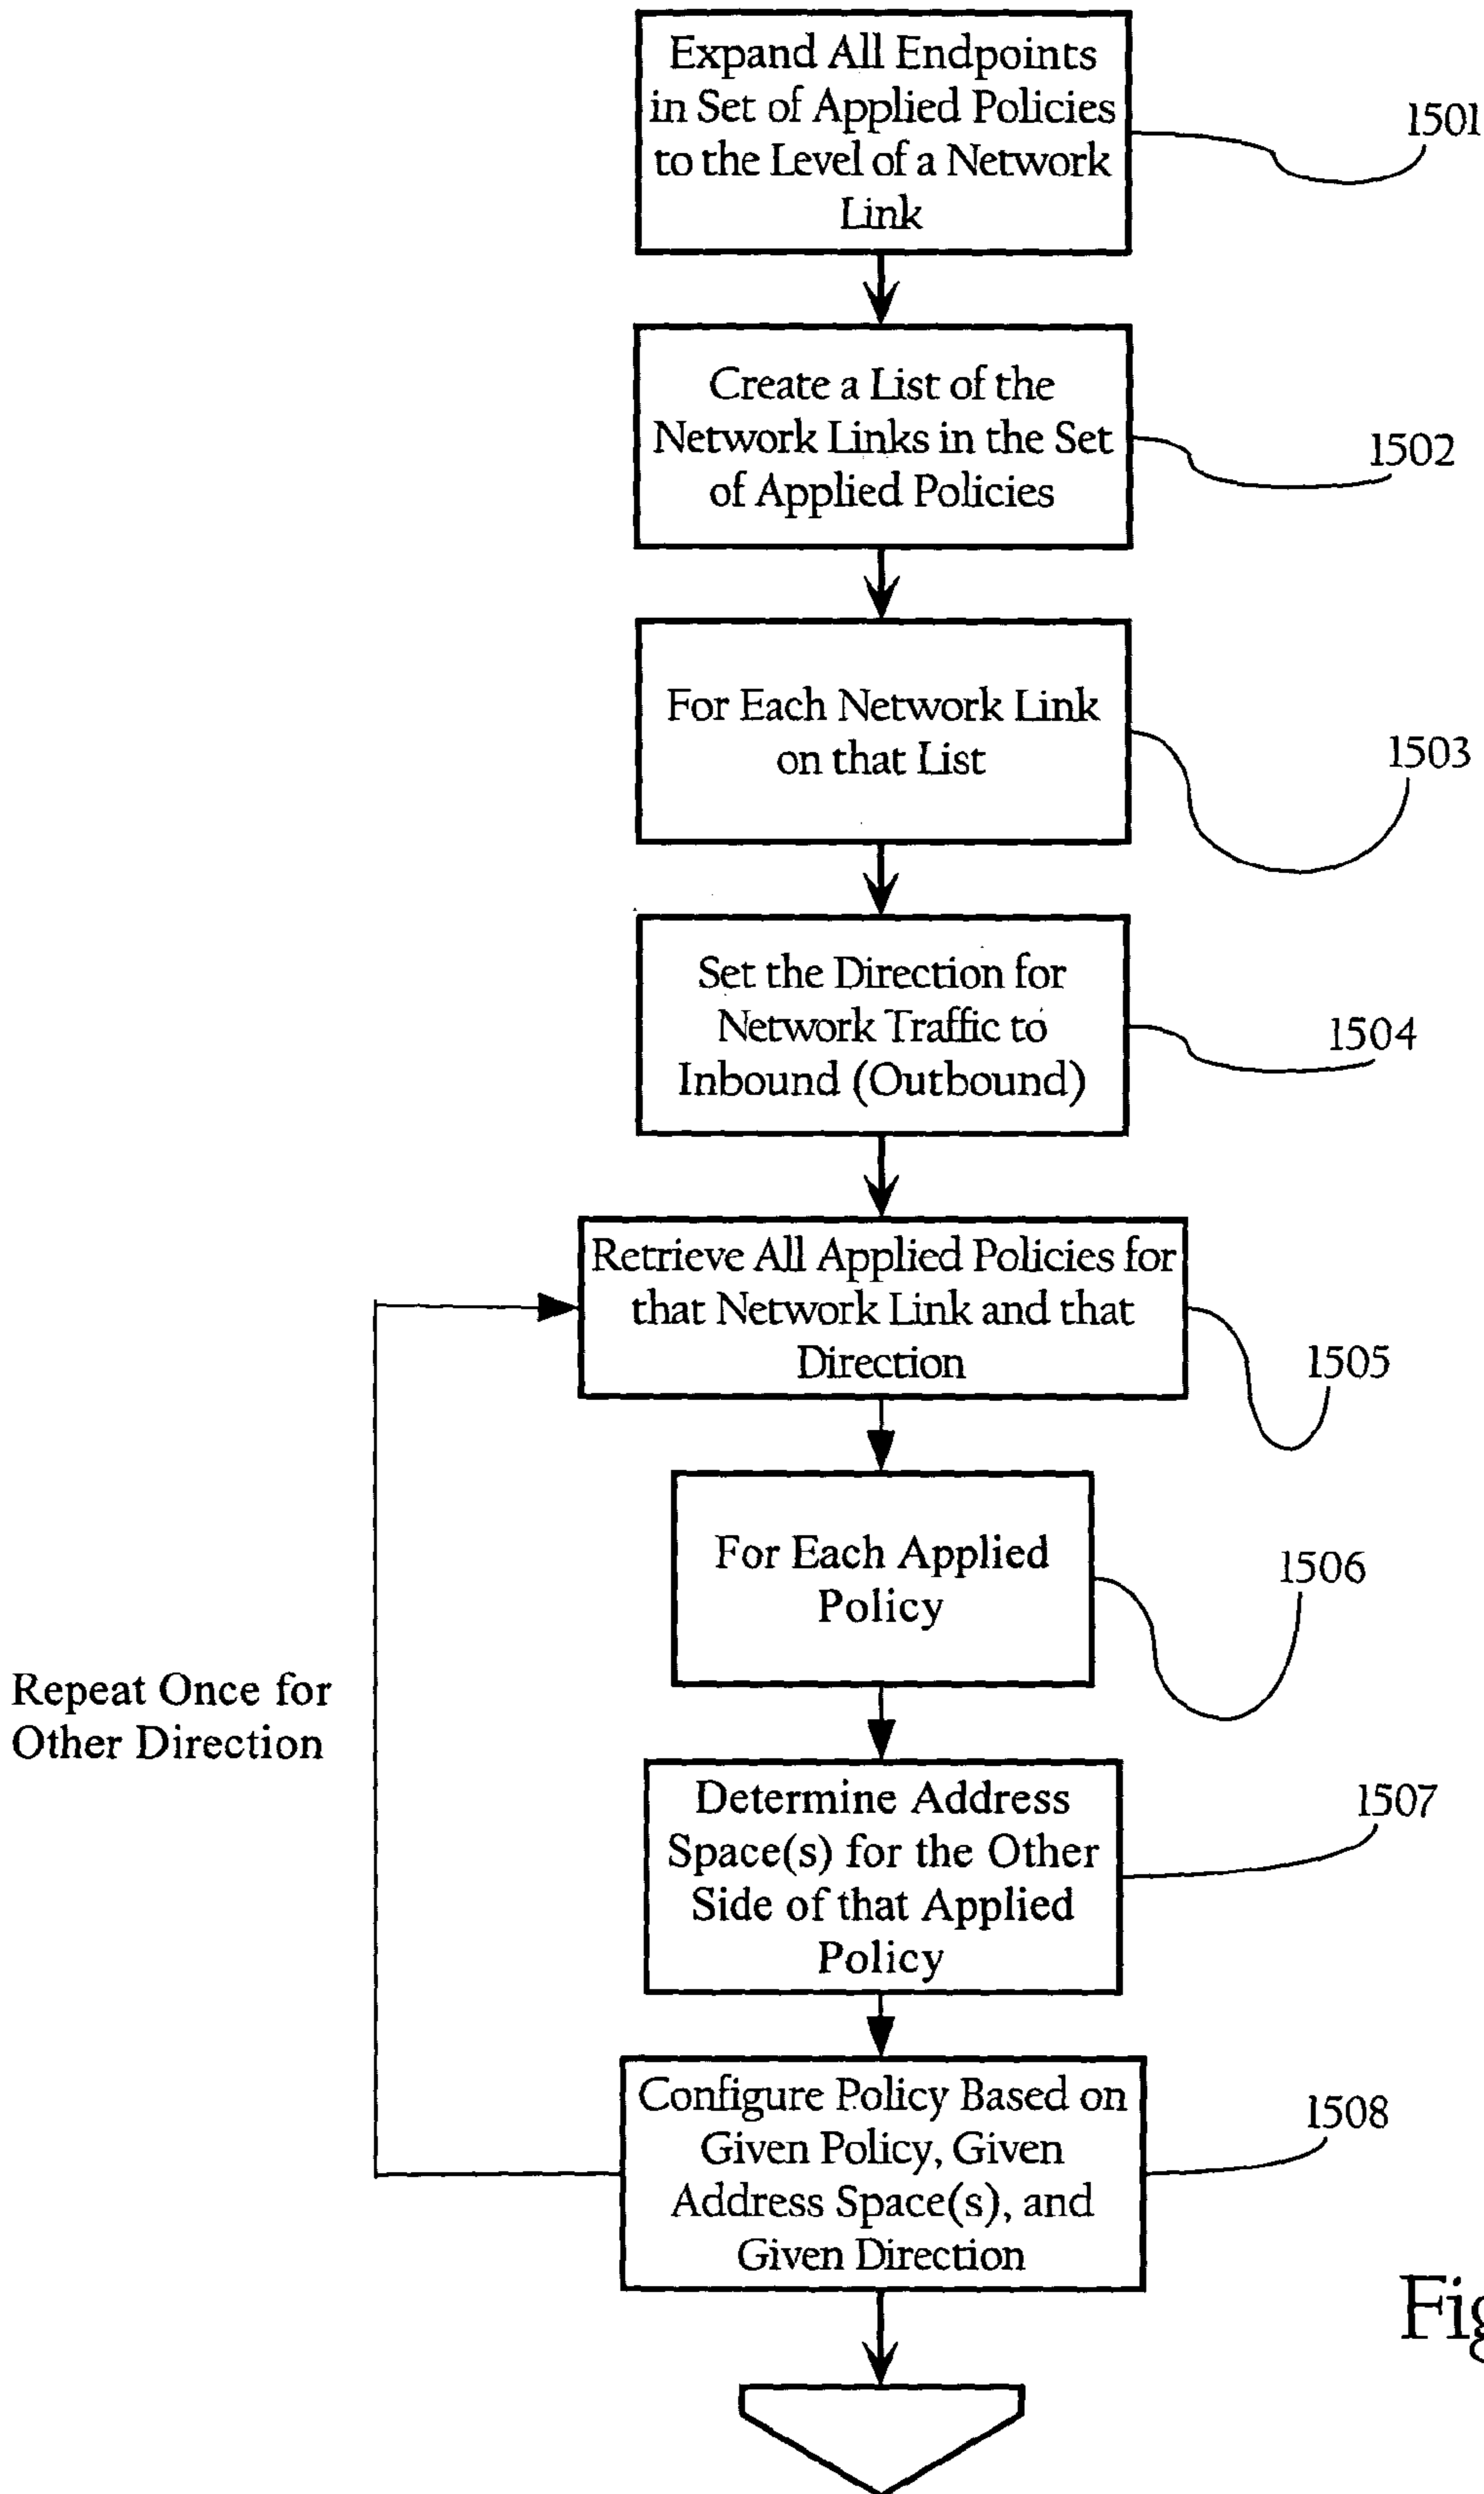 Expand All Endpoints
in Set of Applied Policies
to the Level of a Network
Link
1501
Create a List of the
Network Links in the Set
of Applied Policies
1502
For Each Network Link
on that List
1503
Set the Direction for
Network Traffic to
Inbound (Outbound)
1504
Retrieve All Applied Policies for
that Network Link and that
Direction
1505
For Each Applied
Policy
1506
Repeat Once for
Other Direction
Determine Address
Space(s) for the Other
Side of that Applied
Policy
1507
Configure Policy Based on
Given Policy, Given
Address Space(s), and
Given Direction
1508